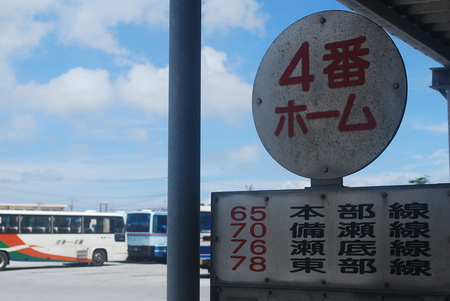 4番
ホーム
65 本部線
70 備瀬線
76 瀬底線
78 東部線